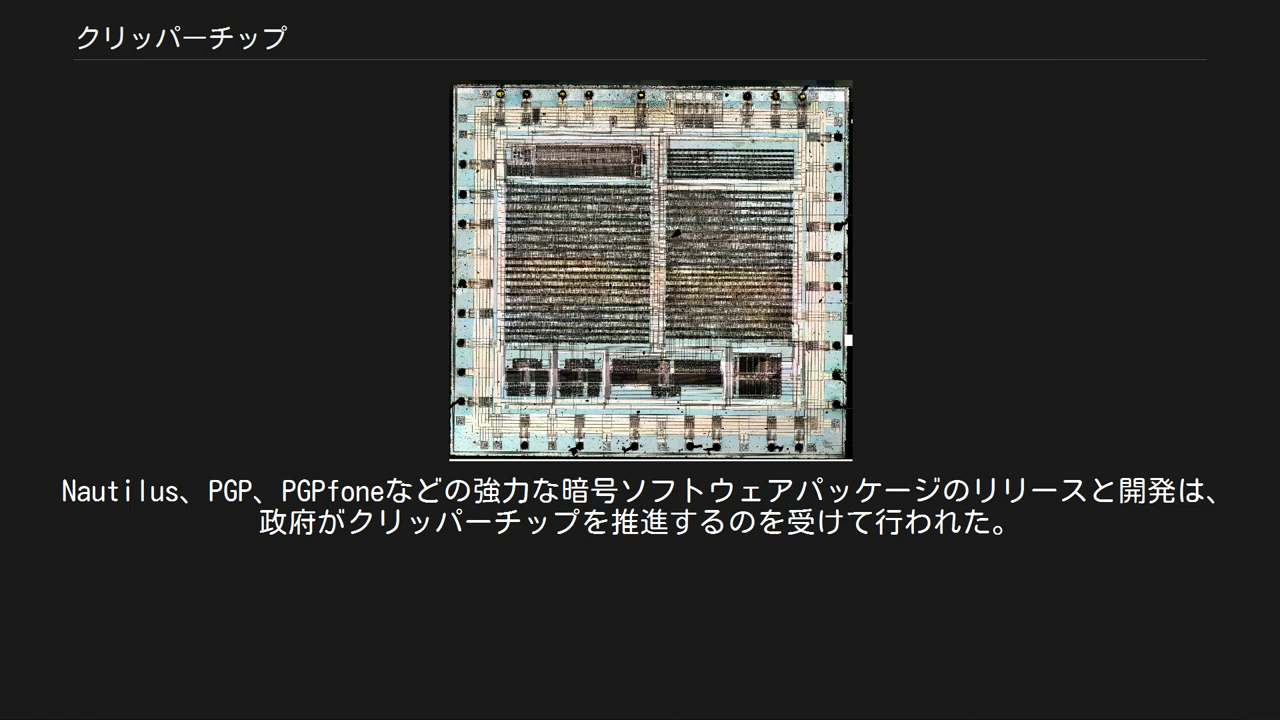 クリッパーチップ
Nautilus、PGP、PGPfoneなどの強力な暗号ソフトウェアパッケージのリリースと開発は、
政府がクリッパーチップを推進するのを受けて行われた。